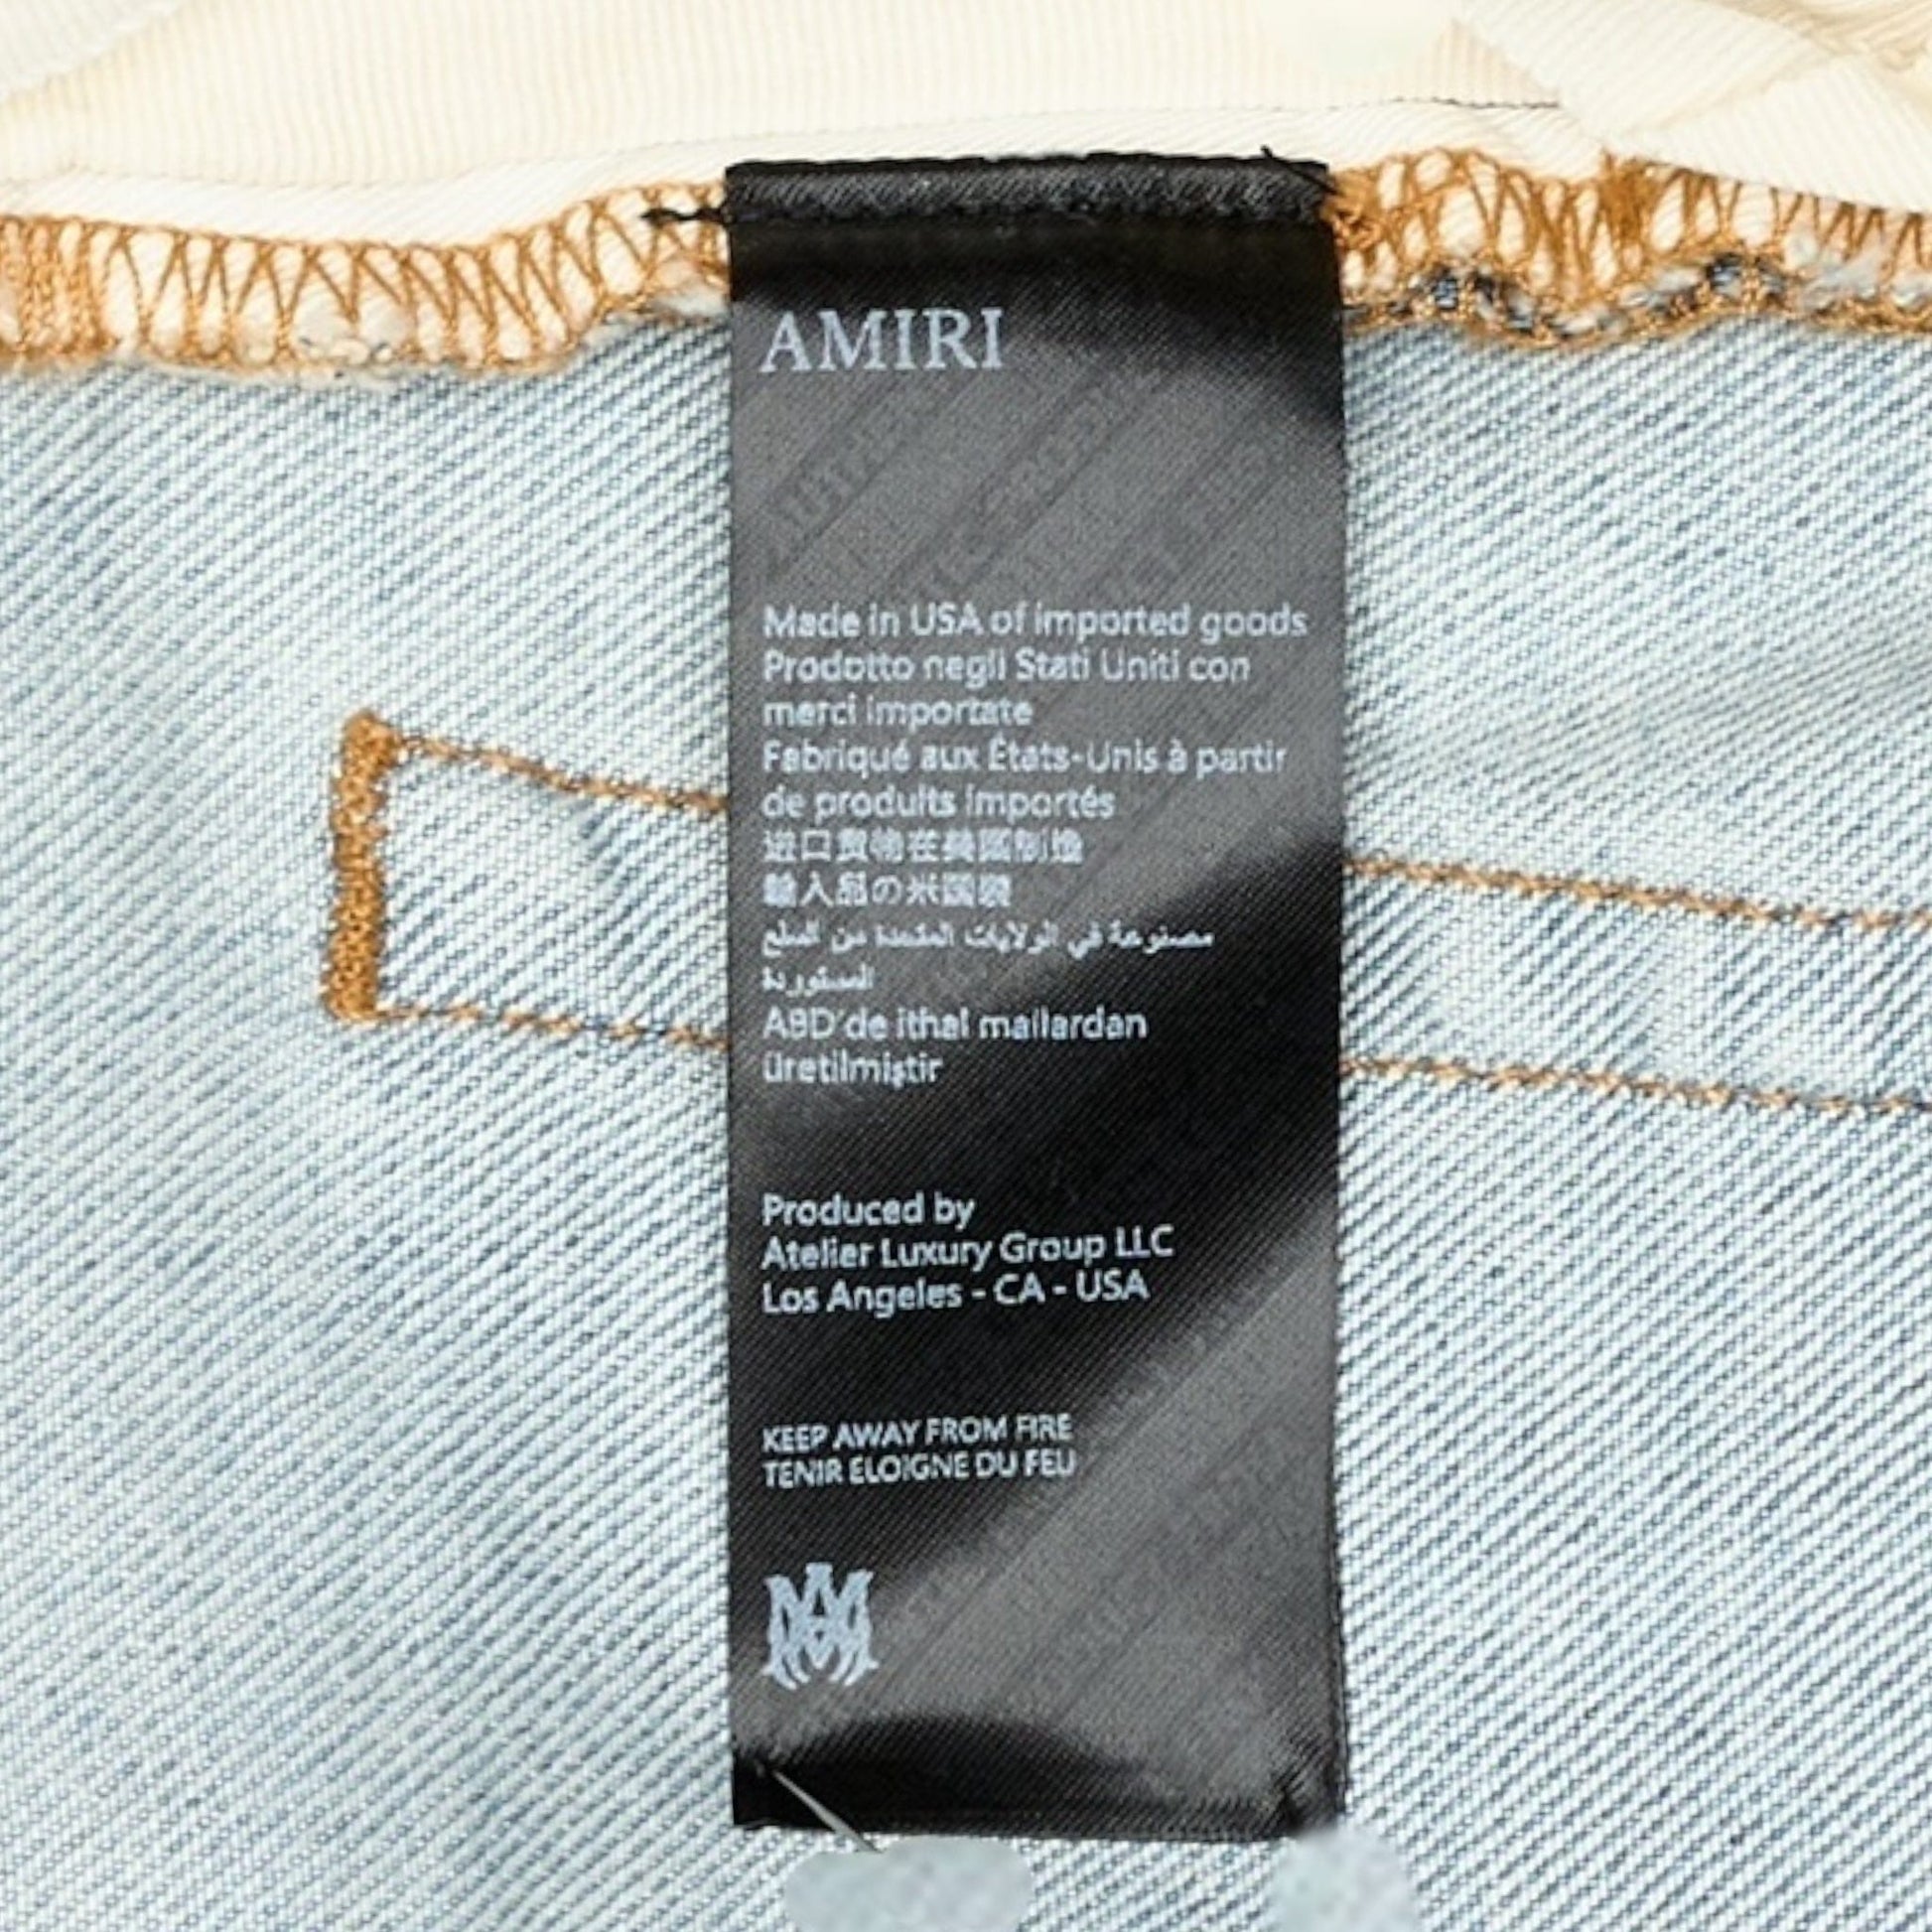 AMIRI
Made in USA of imported goods
Prodotto negli Stati Uniti con
merci importate
Fabriqué aux États-Unis à partir
de produits importés
进口貨物在美國制造
輸入品の米国製
مصنوعة في الولايات المتحدة من السلع
المستوردة
ABD'de ithal mallardan
üretilmiştir
Produced by
Atelier Luxury Group LLC
Los Angeles - CA - USA
KEEP AWAY FROM FIRE
TENIR ELOIGNE DU FEU